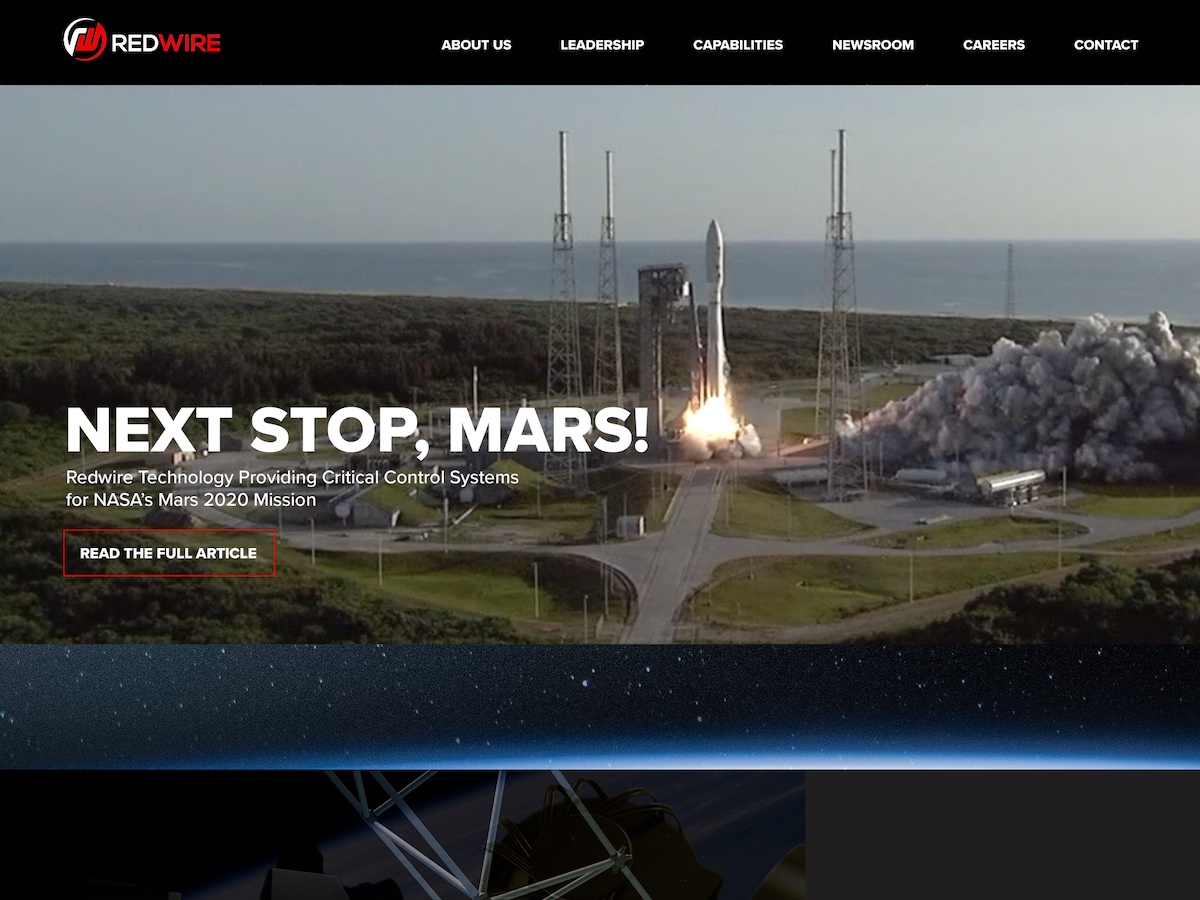 REDWIRE
ABOUT US
LEADERSHIP
CAPABILITIES
NEWSROOM
CAREERS
CONTACT
NEXT STOP, MARS!
Redwire Technology Providing Critical Control Systems
for NASA's Mars 2020 Mission
READ THE FULL ARTICLE